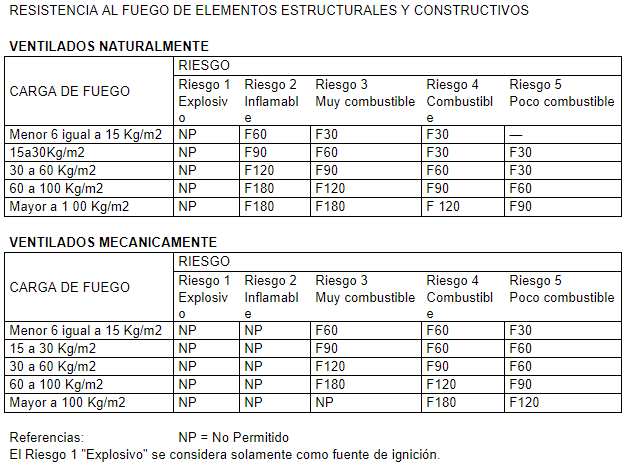 RESISTENCIA AL FUEGO DE ELEMENTOS ESTRUCTURALES Y CONSTRUCTIVOS
VENTILADOS NATURALMENTE
CARGA DE FUEGO
RIESGO
Riesgo 1 Riesgo 2 Riesgo 3 Riesgo 4 Riesgo 5
Explosiv Inflamabl Muy combustible Combustibl Poco combustible
o e e
Menor 6 igual a 15 Kg/m2 NP F60 F30 F30 —
15a30Kg/m2 NP F90 F60 F30 F30
30 a 60 Kg/m2 NP F120 F90 F60 F30
60 a 100 Kg/m2 NP F180 F120 F90 F60
Mayor a 1 00 Kg/m2 NP F180 F180 F 120 F90
VENTILADOS MECANICAMENTE
CARGA DE FUEGO
RIESGO
Riesgo 1 Riesgo 2 Riesgo 3 Riesgo 4 Riesgo 5
Explosiv Inflamabl Muy combustible Combustibl Poco combustible
o e e
Menor 6 igual a 15 Kg/m2 NP NP F60 F60 F30
15 a 30 Kg/m2 NP NP F90 F60 F60
30 a 60 Kg/m2 NP NP F120 F90 F60
60 a 100 Kg/m2 NP NP F180 F120 F90
Mayor a 100 Kg/m2 NP NP NP F180 F120
Referencias: NP = No Permitido
El Riesgo 1 "Explosivo" se considera solamente como fuente de ignición.